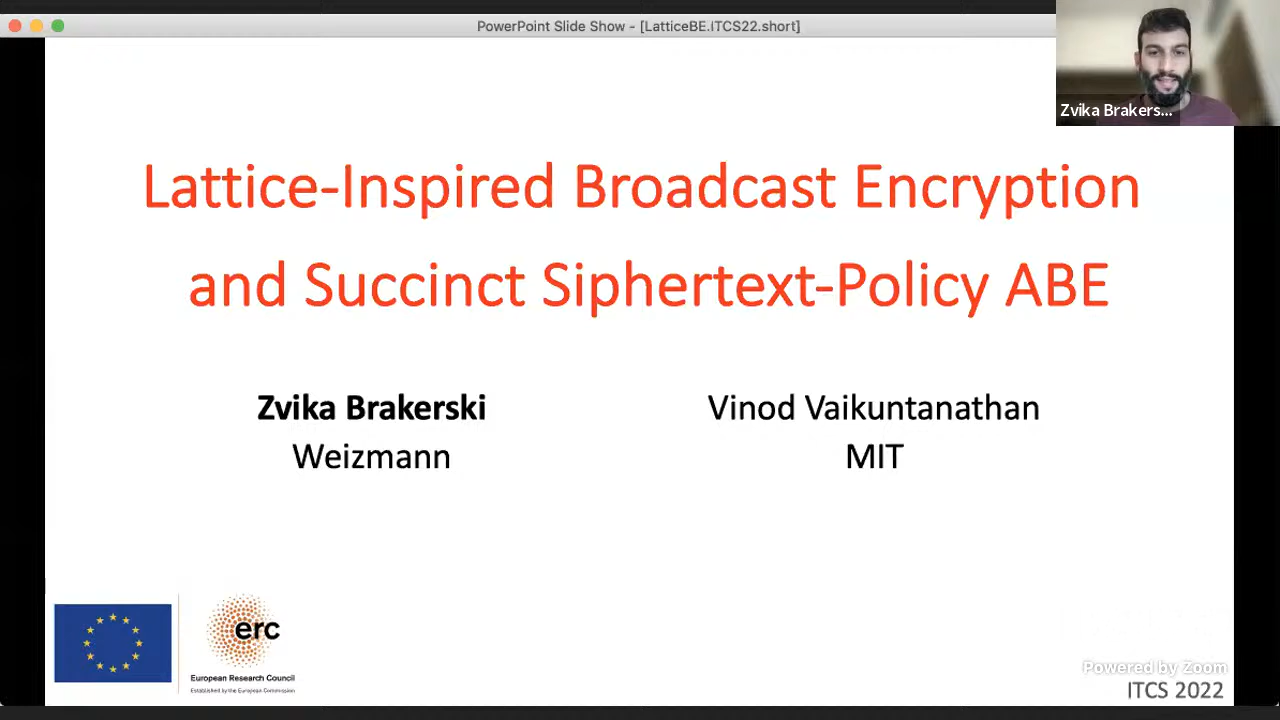 PowerPoint Slide Show - [LatticeBE.ITCS22.short]
Zvika Brakers...
Lattice-Inspired Broadcast Encryption
and Succinct Siphertext-Policy ABE
Zvika Brakerski
Weizmann
Vinod Vaikuntanathan
MIT
erc
European Research Council
Established by the European Commission
Powered by Zoom
ITCS 2022